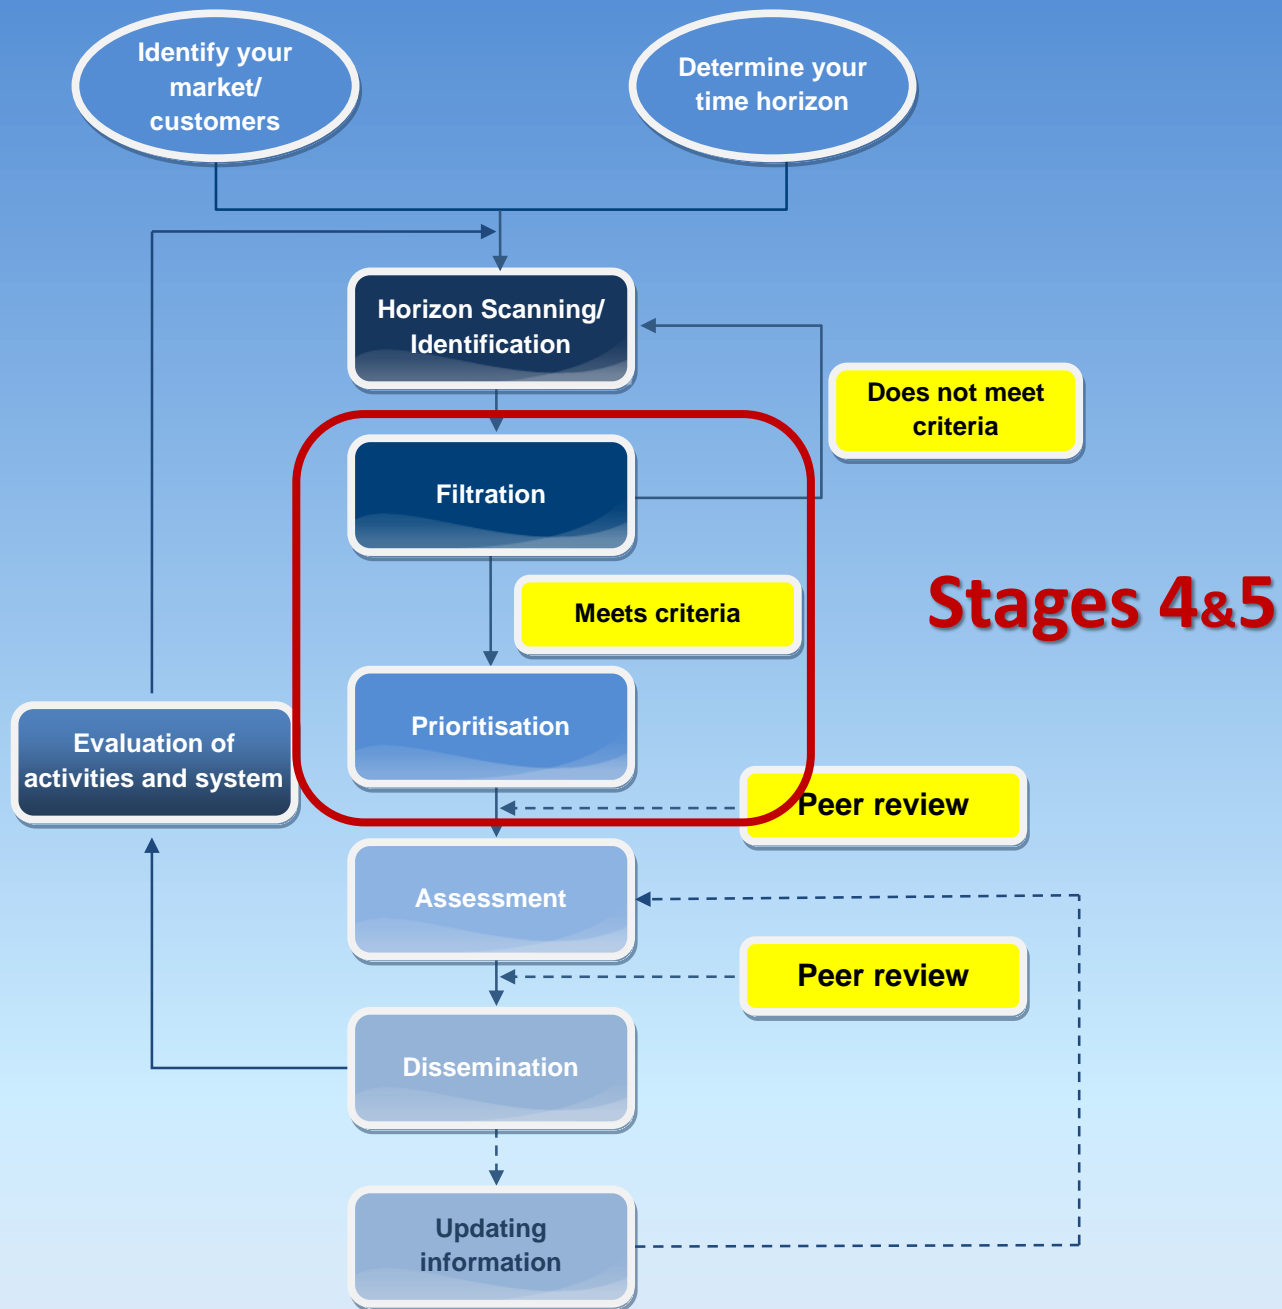 Identify your
market/
customers
Determine your
time horizon
Horizon Scanning/
Identification
Does not meet
criteria
Filtration
Meets criteria
Stages 4&5
Prioritisation
Evaluation of
activities and system
Peer review
Assessment
Peer review
Dissemination
Updating
information